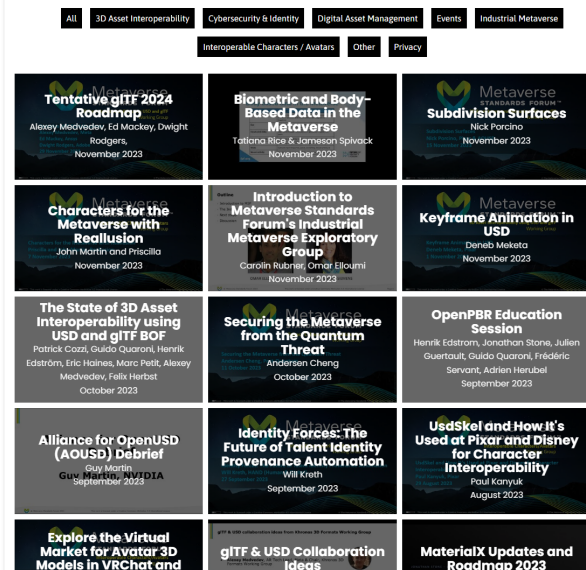 All
3D Asset Interoperability
Cybersecurity & Identity
Digital Asset Management
Events
Industrial Metaverse
Interoperable Characters / Avatars
Other
Privacy
Tentative glTF 2024
Roadmap
Alexey Medvedev, Ed Mackey, Dwight
Rodgers,
November 2023
Biometric and Body-
Based Data in the
Metaverse
Tatiana Rice & Jameson Spivack
November 2023
Metaverse
STANDARDS FORUM™
Subdivision Surfaces
Nick Porcino
November 2023
Characters for the
Metaverse with
Reallusion
John Martin and Priscilla
November 2023
Outline
Introduction to
Metaverse Standards
Forum's Industrial
Metaverse Exploratory
Group
Carolin Rubner, Omar Elloumi
November 2023
Metaverse
Keyframe Animation in
USD
Deneb Meketa
November 2023
The State of 3D Asset
Interoperability using
USD and glTF BOF
Patrick Cozzi, Guido Quaroni, Henrik
Edström, Eric Haines, Marc Petit, Alexey
Medvedev, Felix Herbst
October 2023
Securing the Metaverse
from the Quantum
Threat
Andersen Cheng
October 2023
OpenPBR Education
Session
Henrik Edstrom, Jonathan Stone, Julien
Guertault, Guido Quaroni, Frédéric
Servant, Adrien Herubel
September 2023
Alliance for OpenUSD
(AOUSD) Debrief
Guy Martin
Guy Martin, NVIDIA
September 2023
Identity Forces: The
Future of Talent Identity
Provenance Automation
Will Kreth
September 2023
UsdSkel and How It's
Used at Pixar and Disney
for Character
Interoperability
Paul Kanyuk
August 2023
Explore the Virtual
Market for Avatar 3D
Models in VRChat and
glTF & USD Collaboration
Ideas
MaterialX Updates and
Roadmap 2023